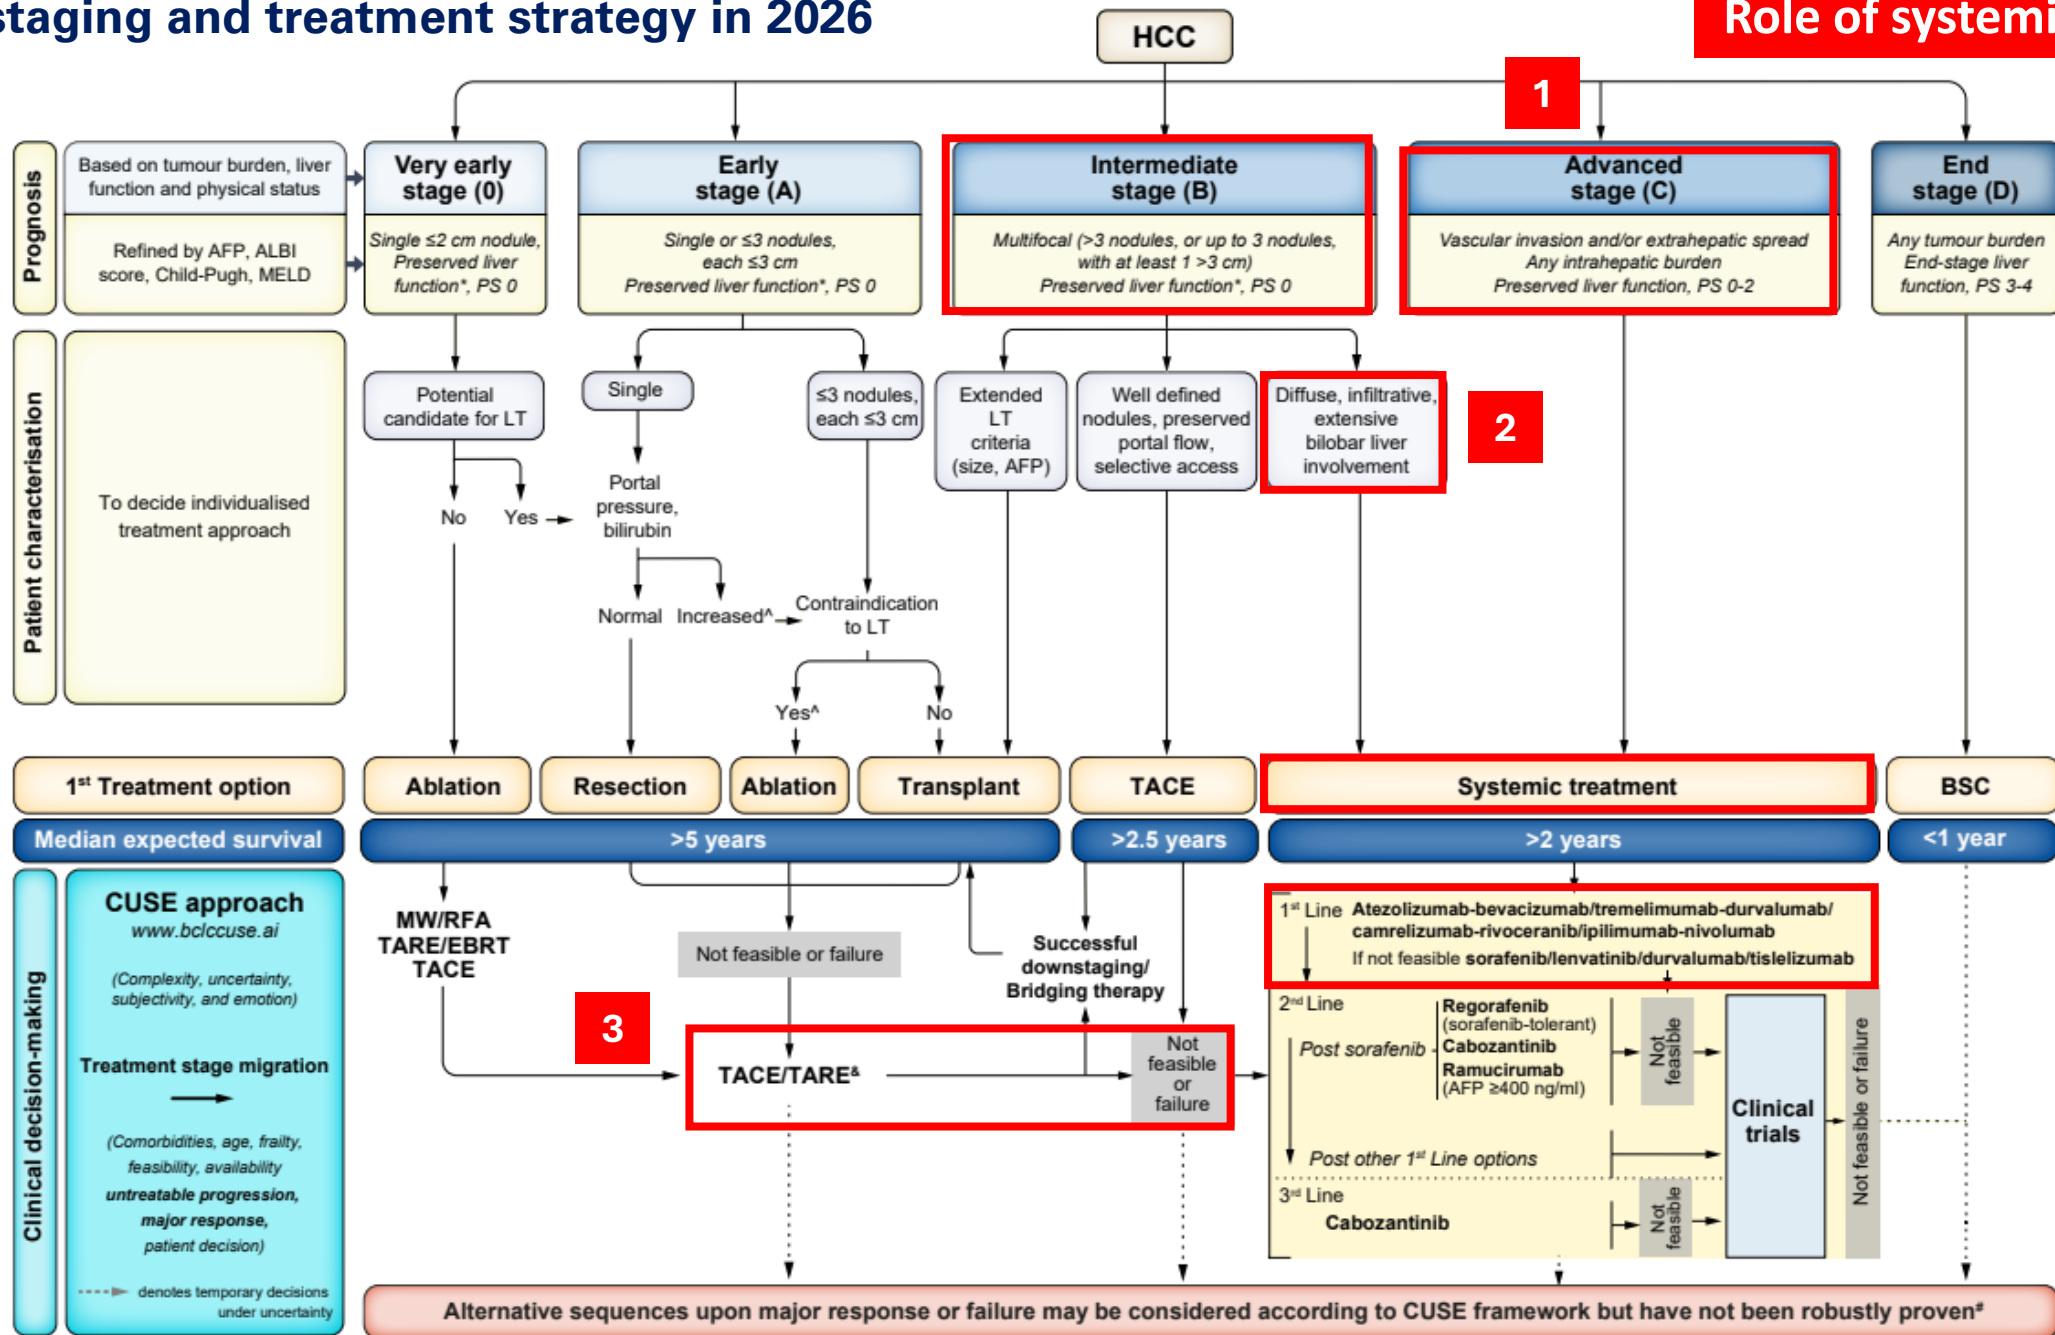 staging and treatment strategy in 2026
Role of systemi
HCC
1
Prognosis
Based on tumour burden, liver
function and physical status
Refined by AFP, ALBI
score, Child-Pugh, MELD
Very early
stage (0)
Single ≤2 cm nodule,
Preserved liver
function*, PS 0
Early
stage (A)
Single or ≤3 nodules,
each ≤3 cm
Preserved liver function*, PS 0
Intermediate
stage (B)
Multifocal (>3 nodules, or up to 3 nodules,
with at least 1 >3 cm)
Preserved liver function*, PS 0
Advanced
stage (C)
Vascular invasion and/or extrahepatic spread
Any intrahepatic burden
Preserved liver function, PS 0-2
End
stage (D)
Any tumour burden
End-stage liver
function, PS 3-4
Patient characterisation
To decide individualised
treatment approach
Potential
candidate for LT
No
Yes
Single
Portal
pressure,
bilirubin
Normal
Increased^
≤3 nodules,
each ≤3 cm
Contraindication
to LT
Yes^
No
Extended
LT
criteria
(size, AFP)
Well defined
nodules, preserved
portal flow,
selective access
Diffuse, infiltrative,
extensive
bilobar liver
involvement
2
1st Treatment option
Ablation
Resection
Ablation
Transplant
TACE
Systemic treatment
BSC
Median expected survival
>5 years
>2.5 years
>2 years
<1 year
Clinical decision-making
CUSE approach
www.bclccuse.ai
(Complexity, uncertainty,
subjectivity, and emotion)
Treatment stage migration
(Comorbidities, age, frailty,
feasibility, availability
untreatable progression,
major response,
patient decision)
denotes temporary decisions
under uncertainty
MW/RFA
TARE/EBRT
TACE
Not feasible or failure
Successful
downstaging/
Bridging therapy
3
TACE/TARE&
Not
feasible
or
failure
1st Line Atezolizumab-bevacizumab/tremelimumab-durvalumab/
camrelizumab-rivoceranib/ipilimumab-nivolumab
If not feasible sorafenib/lenvatinib/durvalumab/tislelizumab
2nd Line
Post sorafenib
Regorafenib
(sorafenib-tolerant)
Cabozantinib
Ramucirumab
(AFP ≥400 ng/ml)
Not
feasible
Post other 1st Line options
3rd Line
Cabozantinib
Not
feasible
Clinical
trials
Not feasible or failure
Alternative sequences upon major response or failure may be considered according to CUSE framework but have not been robustly proven#